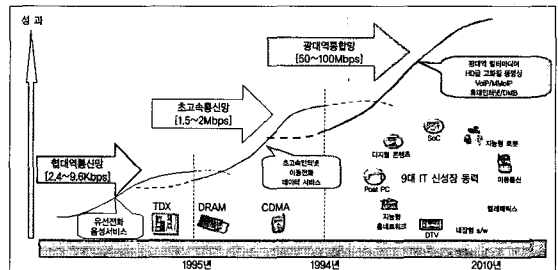 성 과
광대역통합망
[50~100Mbps]
광대역 멀티미디어
HD급 고화질 동영상
VoIP/MMoIP
휴대인터넷/DMB
초고속통신망
[1.5~2Mbps]
협대역통신망
[2.4~9.6Kbps]
초고속인터넷
이동전화
데이터 서비스
유선전화
음성서비스
TDX
DRAM
CDMA
디지털 콘텐츠
SoC
지능형 로봇
Post PC
9대 IT 신성장 동력
이동통신
지능형
홈네트워크
텔레매틱스
DTV
내장형 s/w
1995년
1994년
2010년